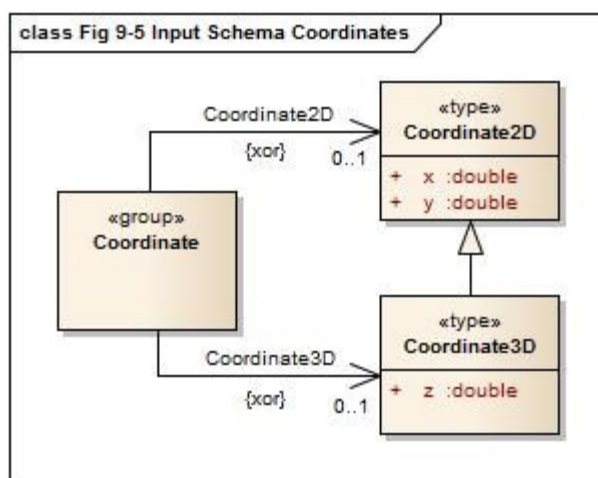 class Fig 9-5 Input Schema Coordinates
Coordinate2D
{xor}
0..1
«type»
Coordinate2D
+ x :double
+ y :double
«group»
Coordinate
Coordinate3D
{xor}
0..1
«type»
Coordinate3D
+ z :double